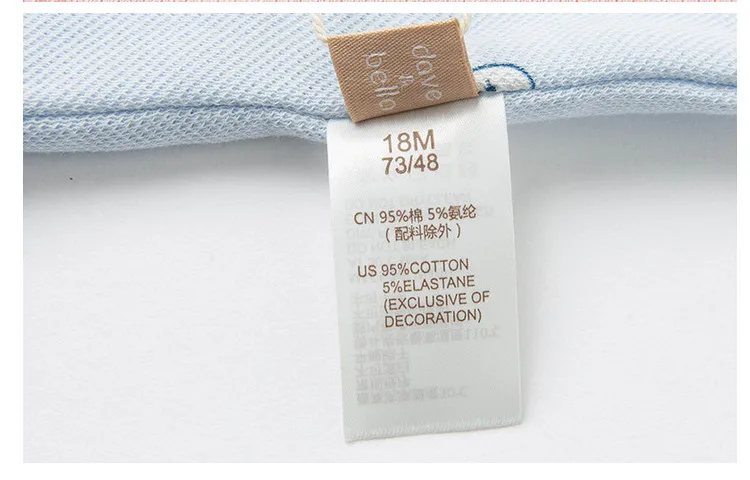 dave
&
bello
18M
73/48
CN 95%棉 5%氨纶
( 配料除外 )
US 95%COTTON
5%ELASTANE
(EXCLUSIVE OF
DECORATION)